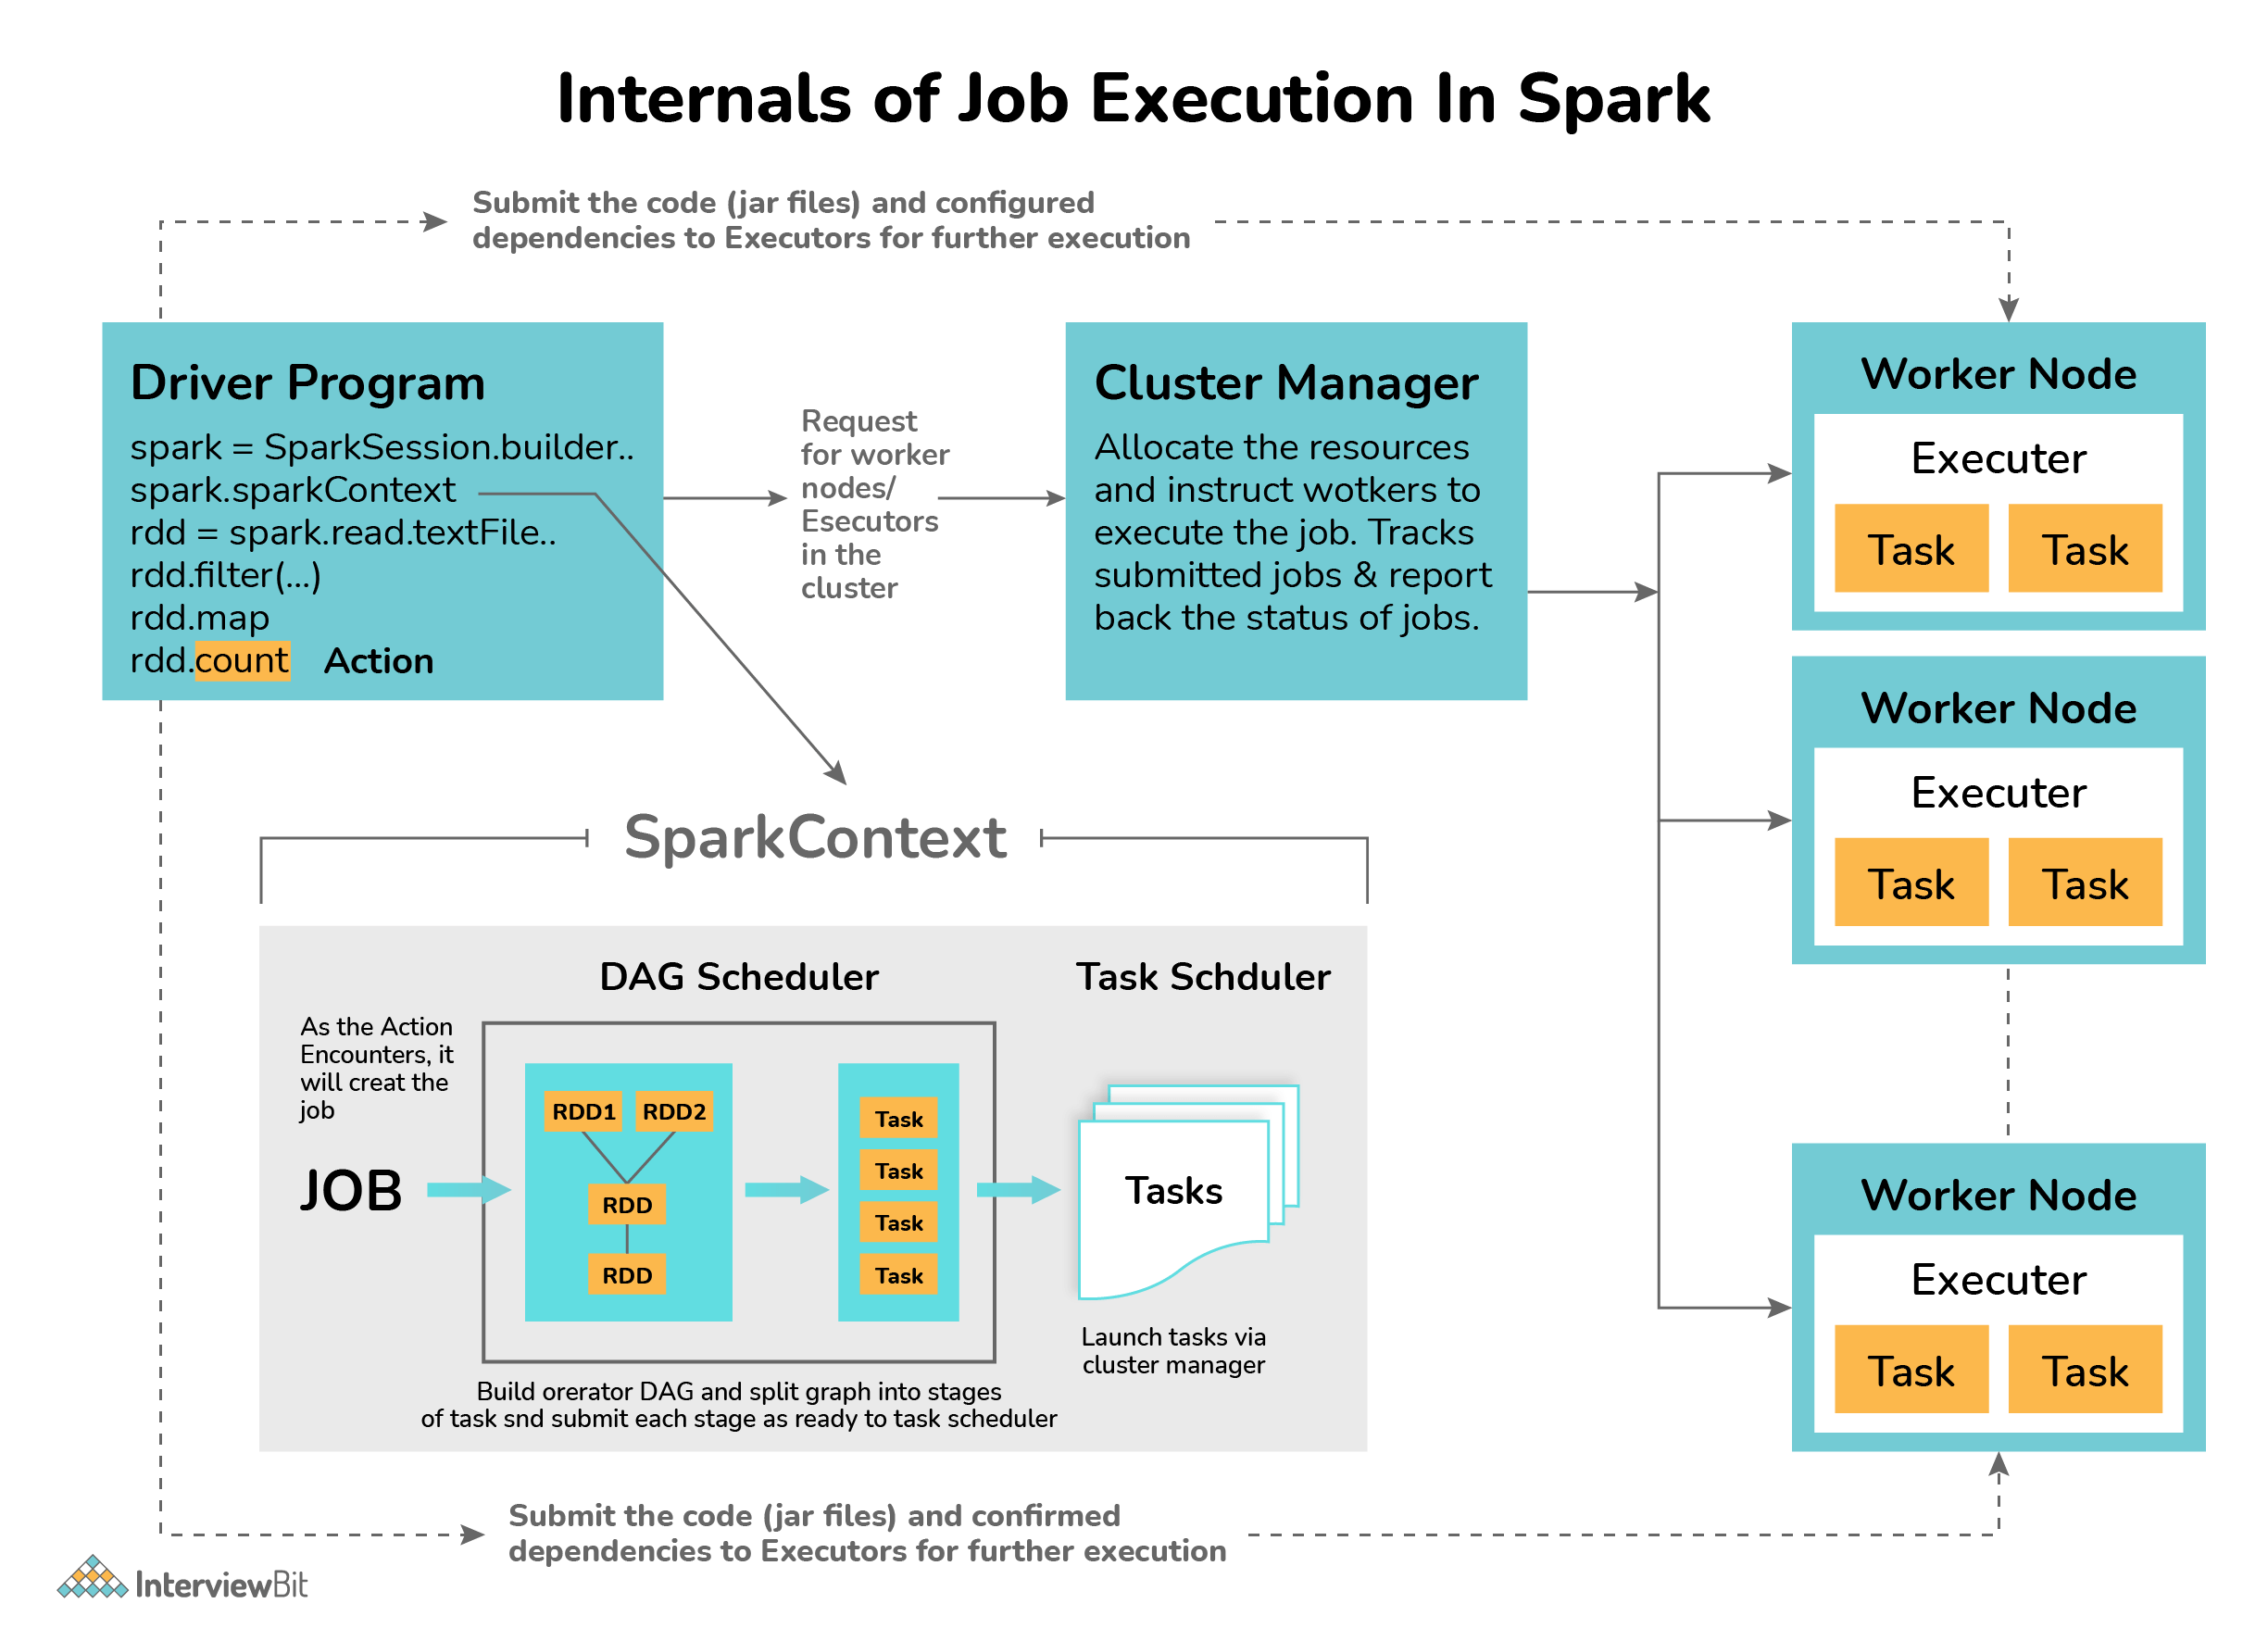 Internals of Job Execution In Spark
Submit the code (jar files) and configured
dependencies to Executors for further execution
Driver Program
spark = SparkSession.builder..
spark.sparkContext
rdd = spark.read.textFile..
rdd.filter(...)
rdd.map
rdd.count Action
Request
for worker
nodes/
Esecutors
in the
cluster
Cluster Manager
Allocate the resources
and instruct wotkers to
execute the job. Tracks
submitted jobs & report
back the status of jobs.
Worker Node
Executer
Task Task
Worker Node
Executer
Task Task
Worker Node
Executer
Task Task
SparkContext
DAG Scheduler
Task Schduler
As the Action
Encounters, it
will creat the
job
JOB
RDD1 RDD2
RDD
RDD
Task
Task
Task
Task
Tasks
Launch tasks via
cluster manager
Build orerator DAG and split graph into stages
of task snd submit each stage as ready to task scheduler
Submit the code (jar files) and confirmed
dependencies to Executors for further execution
InterviewBit